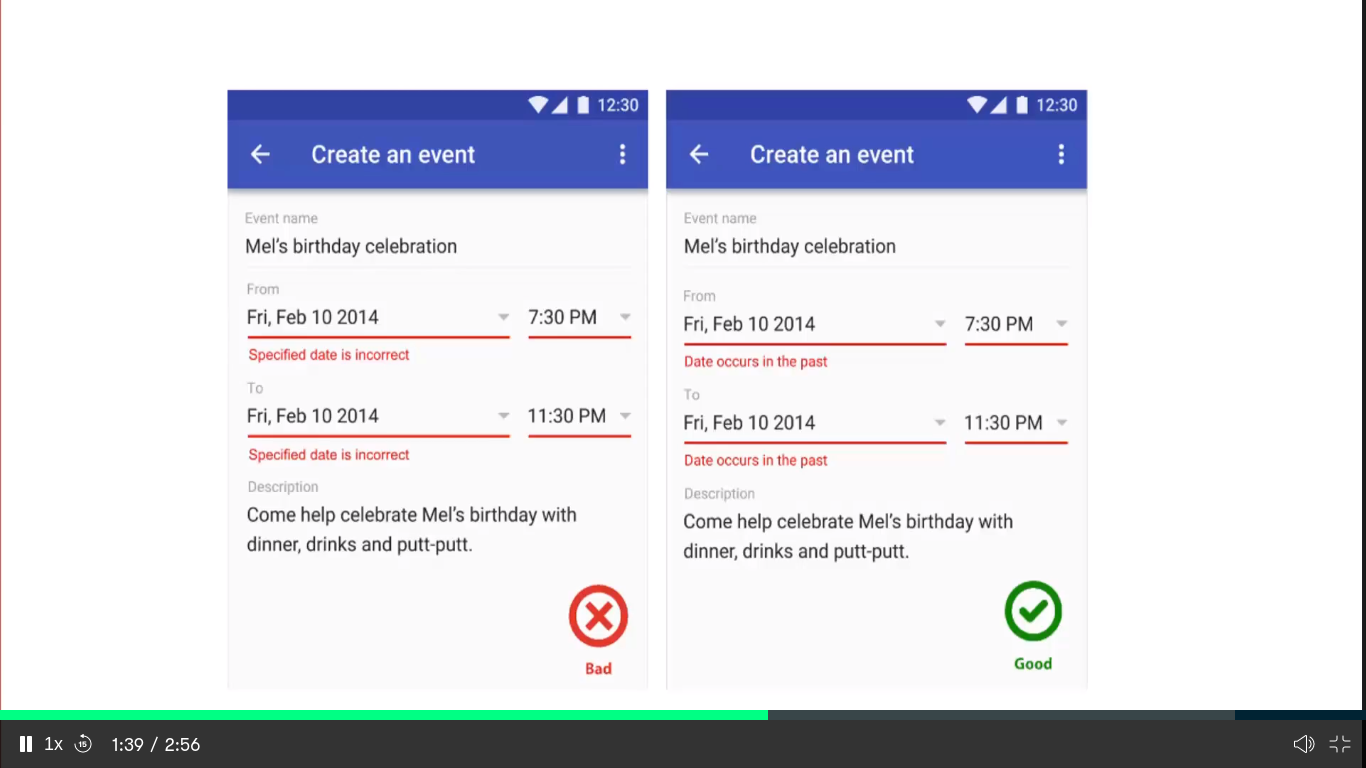 12:30
Create an event
Event name
Mel's birthday celebration
From
Fri, Feb 10 2014 7:30 PM
Specified date is incorrect
To
Fri, Feb 10 2014 11:30 PM
Specified date is incorrect
Description
Come help celebrate Mel's birthday with
dinner, drinks and putt-putt.
Bad
12:30
Create an event
Event name
Mel's birthday celebration
From
Fri, Feb 10 2014 7:30 PM
Date occurs in the past
To
Fri, Feb 10 2014 11:30 PM
Date occurs in the past
Description
Come help celebrate Mel's birthday with
dinner, drinks and putt-putt.
Good
1x 15 1:39 / 2:56